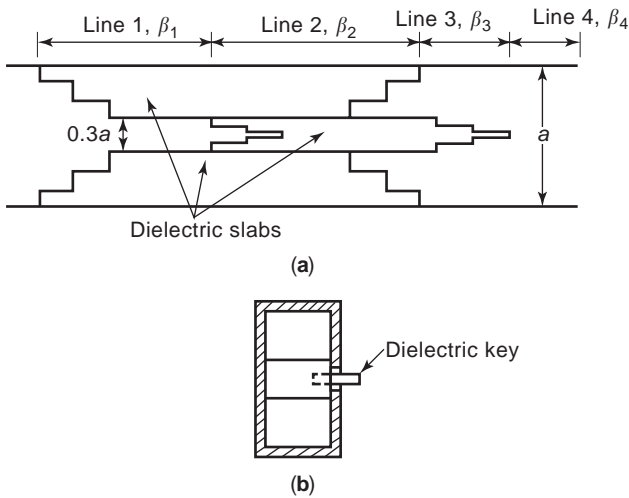 Line 1, β1
Line 2, β2
Line 3, β3
Line 4, β4
0.3a
a
Dielectric slabs
(a)
Dielectric key
(b)